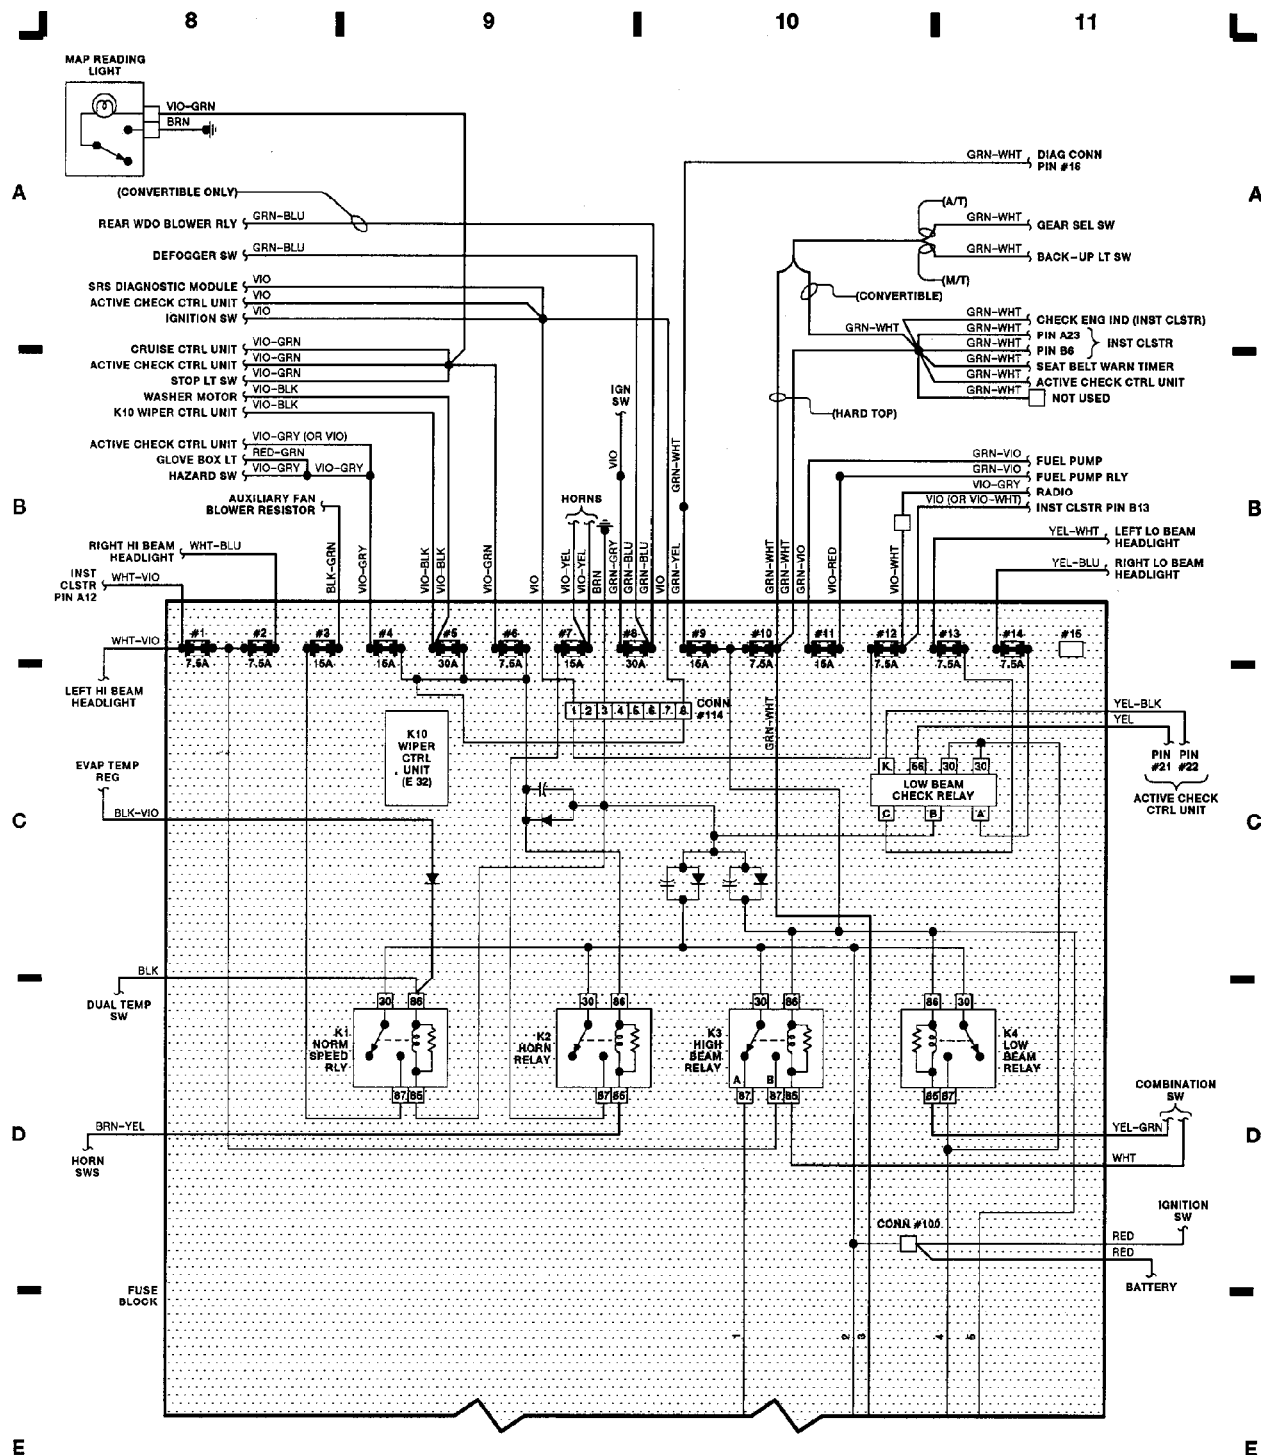 8 9 10 11
MAP READING
LIGHT
VIO-GRN
BRN
GRN-WHT DIAG CONN
PIN #16
A A
(CONVERTIBLE ONLY)
(A/T)
REAR WDO BLOWER RLY GRN-BLU
GRN-WHT GEAR SEL SW
DEFOGGER SW GRN-BLU
GRN-WHT BACK-UP LT SW
(M/T)
SRS DIAGNOSTIC MODULE VIO
ACTIVE CHECK CTRL UNIT VIO
IGNITION SW VIO
(CONVERTIBLE)
GRN-WHT
GRN-WHT CHECK ENG IND (INST CLSTR)
GRN-WHT PIN A23
GRN-WHT PIN B6
INST CLSTR
GRN-WHT SEAT BELT WARN TIMER
GRN-WHT ACTIVE CHECK CTRL UNIT
GRN-WHT NOT USED
CRUISE CTRL UNIT VIO-GRN
ACTIVE CHECK CTRL UNIT VIO-GRN
STOP LT SW VIO-GRN
WASHER MOTOR VIO-BLK
K10 WIPER CTRL UNIT VIO-BLK
IGN
SW
(HARD TOP)
ACTIVE CHECK CTRL UNIT VIO-GRY (OR VIO)
GLOVE BOX LT RED-GRN
HAZARD SW VIO-GRY VIO-GRY
VIO
GRN-WHT
GRN-VIO FUEL PUMP
GRN-VIO FUEL PUMP RLY
VIO-GRY RADIO
VIO (OR VIO-WHT) INST CLSTR PIN B13
AUXILIARY FAN
BLOWER RESISTOR
HORNS
B B
YEL-WHT LEFT LO BEAM
HEADLIGHT
YEL-BLU RIGHT LO BEAM
HEADLIGHT
RIGHT HI BEAM
HEADLIGHT WHT-BLU
INST
CLSTR
PIN A12 WHT-VIO
BLK-GRN VIO-GRY VIO-BLK VIO-BLK VIO-GRN VIO VIO-YEL VIO-YEL BRN GRN-GRY GRN-BLU GRN-BLU VIO GRN-YEL GRN-WHT GRN-WHT GRN-VIO VIO-RED VIO-WHT
WHT-VIO
#1 #2 #3 #4 #5 #6 #7 #8 #9 #10 #11 #12 #13 #14 #15
7.5A 7.5A 15A 15A 30A 7.5A 15A 30A 15A 7.5A 15A 7.5A 7.5A 7.5A
LEFT HI BEAM
HEADLIGHT
1 2 3 4 5 6 7 8
CONN
#114
GRN-WHT
YEL-BLK
YEL
K10
WIPER
CTRL
UNIT
(E 32)
EVAP TEMP
REG
K 56 30 30
LOW BEAM
CHECK RELAY
C B A
PIN PIN
#21 #22
ACTIVE CHECK
CTRL UNIT
BLK-VIO
C C
BLK
DUAL TEMP
SW
30 86 30 86 30 86 86 30
K1
NORM
SPEED
RLY
K2
HORN
RELAY
K3
HIGH
BEAM
RELAY
A B
K4
LOW
BEAM
RELAY
87 85 87 85 87 87 85 85 87
COMBINATION
SW
D D
BRN-YEL
HORN
SWS
YEL-GRN
WHT
IGNITION
SW
CONN #100
RED
RED
BATTERY
FUSE
BLOCK
1 2 3 4 5
E E